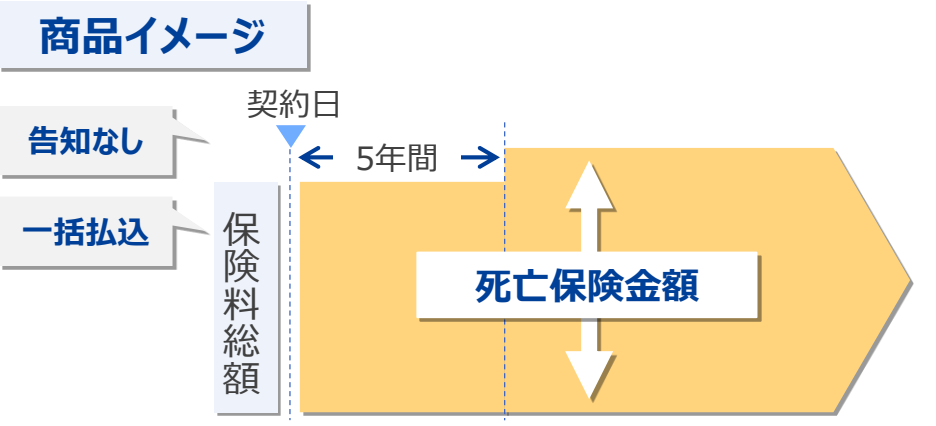 商品イメージ
契約日
告知なし
5年間
一括払込
保険料総額
死亡保険金額